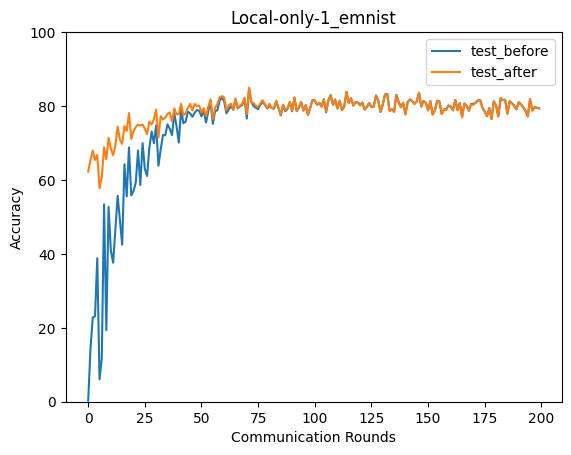 Local-only-1_emnist
100
80
60
40
20
0
Accuracy
test_before
test_after
0 25 50 75 100 125 150 175 200
Communication Rounds